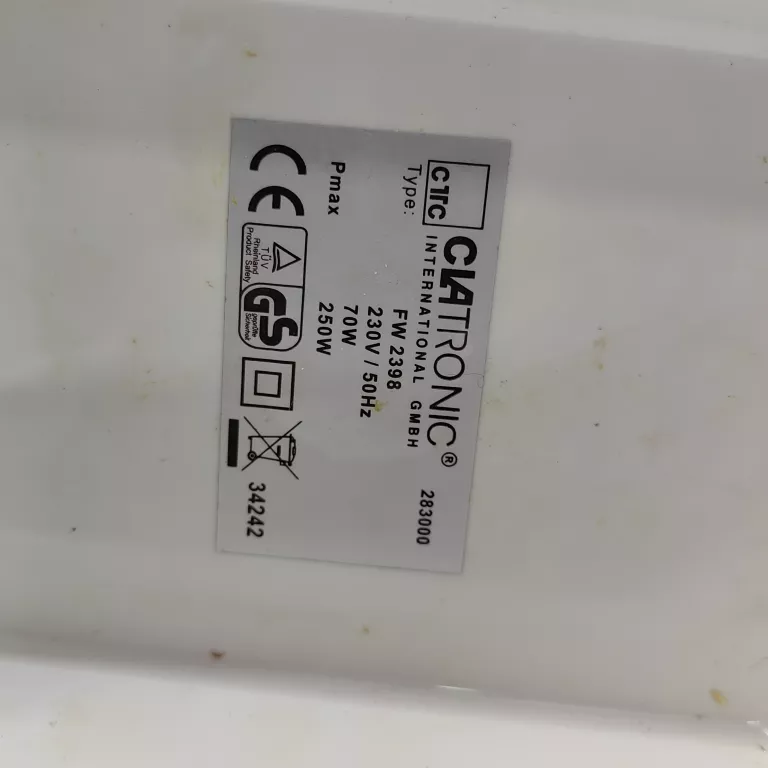 ctc CLATRONIC®
INTERNATIONAL GMBH 283000
Type: FW 2398
230V / 50Hz
70W
Pmax 250W
CE
TÜV
Rheinland
Product Safety
GS
geprüfte
Sicherheit
34242